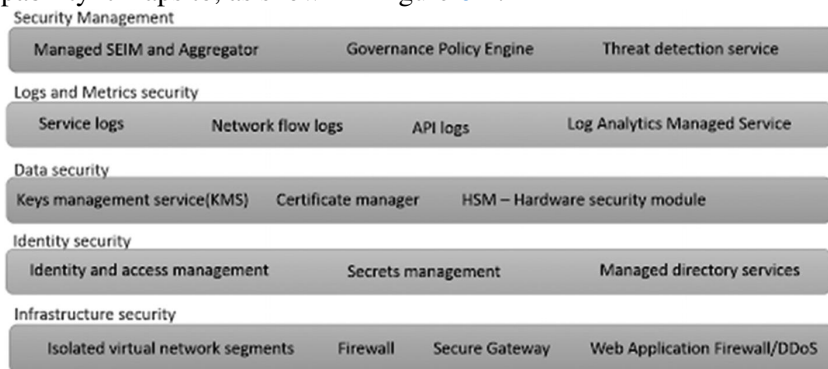 Security Management
Managed SEIM and Aggregator Governance Policy Engine Threat detection service
Logs and Metrics security
Service logs Network flow logs API logs Log Analytics Managed Service
Data security
Keys management service(KMS) Certificate manager HSM – Hardware security module
Identity security
Identity and access management Secrets management Managed directory services
Infrastructure security
Isolated virtual network segments Firewall Secure Gateway Web Application Firewall/DDoS